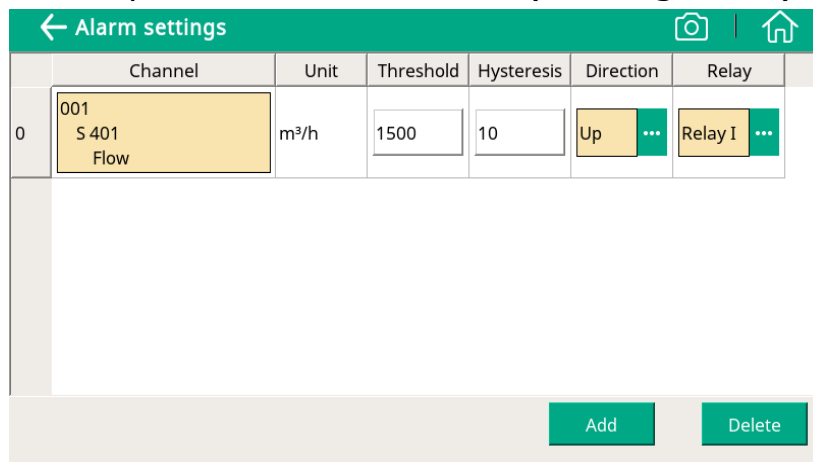 Alarm settings
Channel Unit Threshold Hysteresis Direction Relay
0 001 S 401 Flow m³/h 1500 10 Up ... Relay I ...
Add Delete